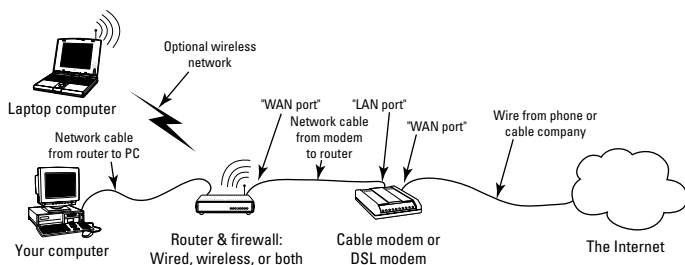 Optional wireless
network
Laptop computer
"WAN port"
"LAN port"
Network cable
from router to PC
Network cable
from modem
to router
"WAN port"
Wire from phone or
cable company
Your computer
Router & firewall:
Wired, wireless, or both
Cable modem or
DSL modem
The Internet